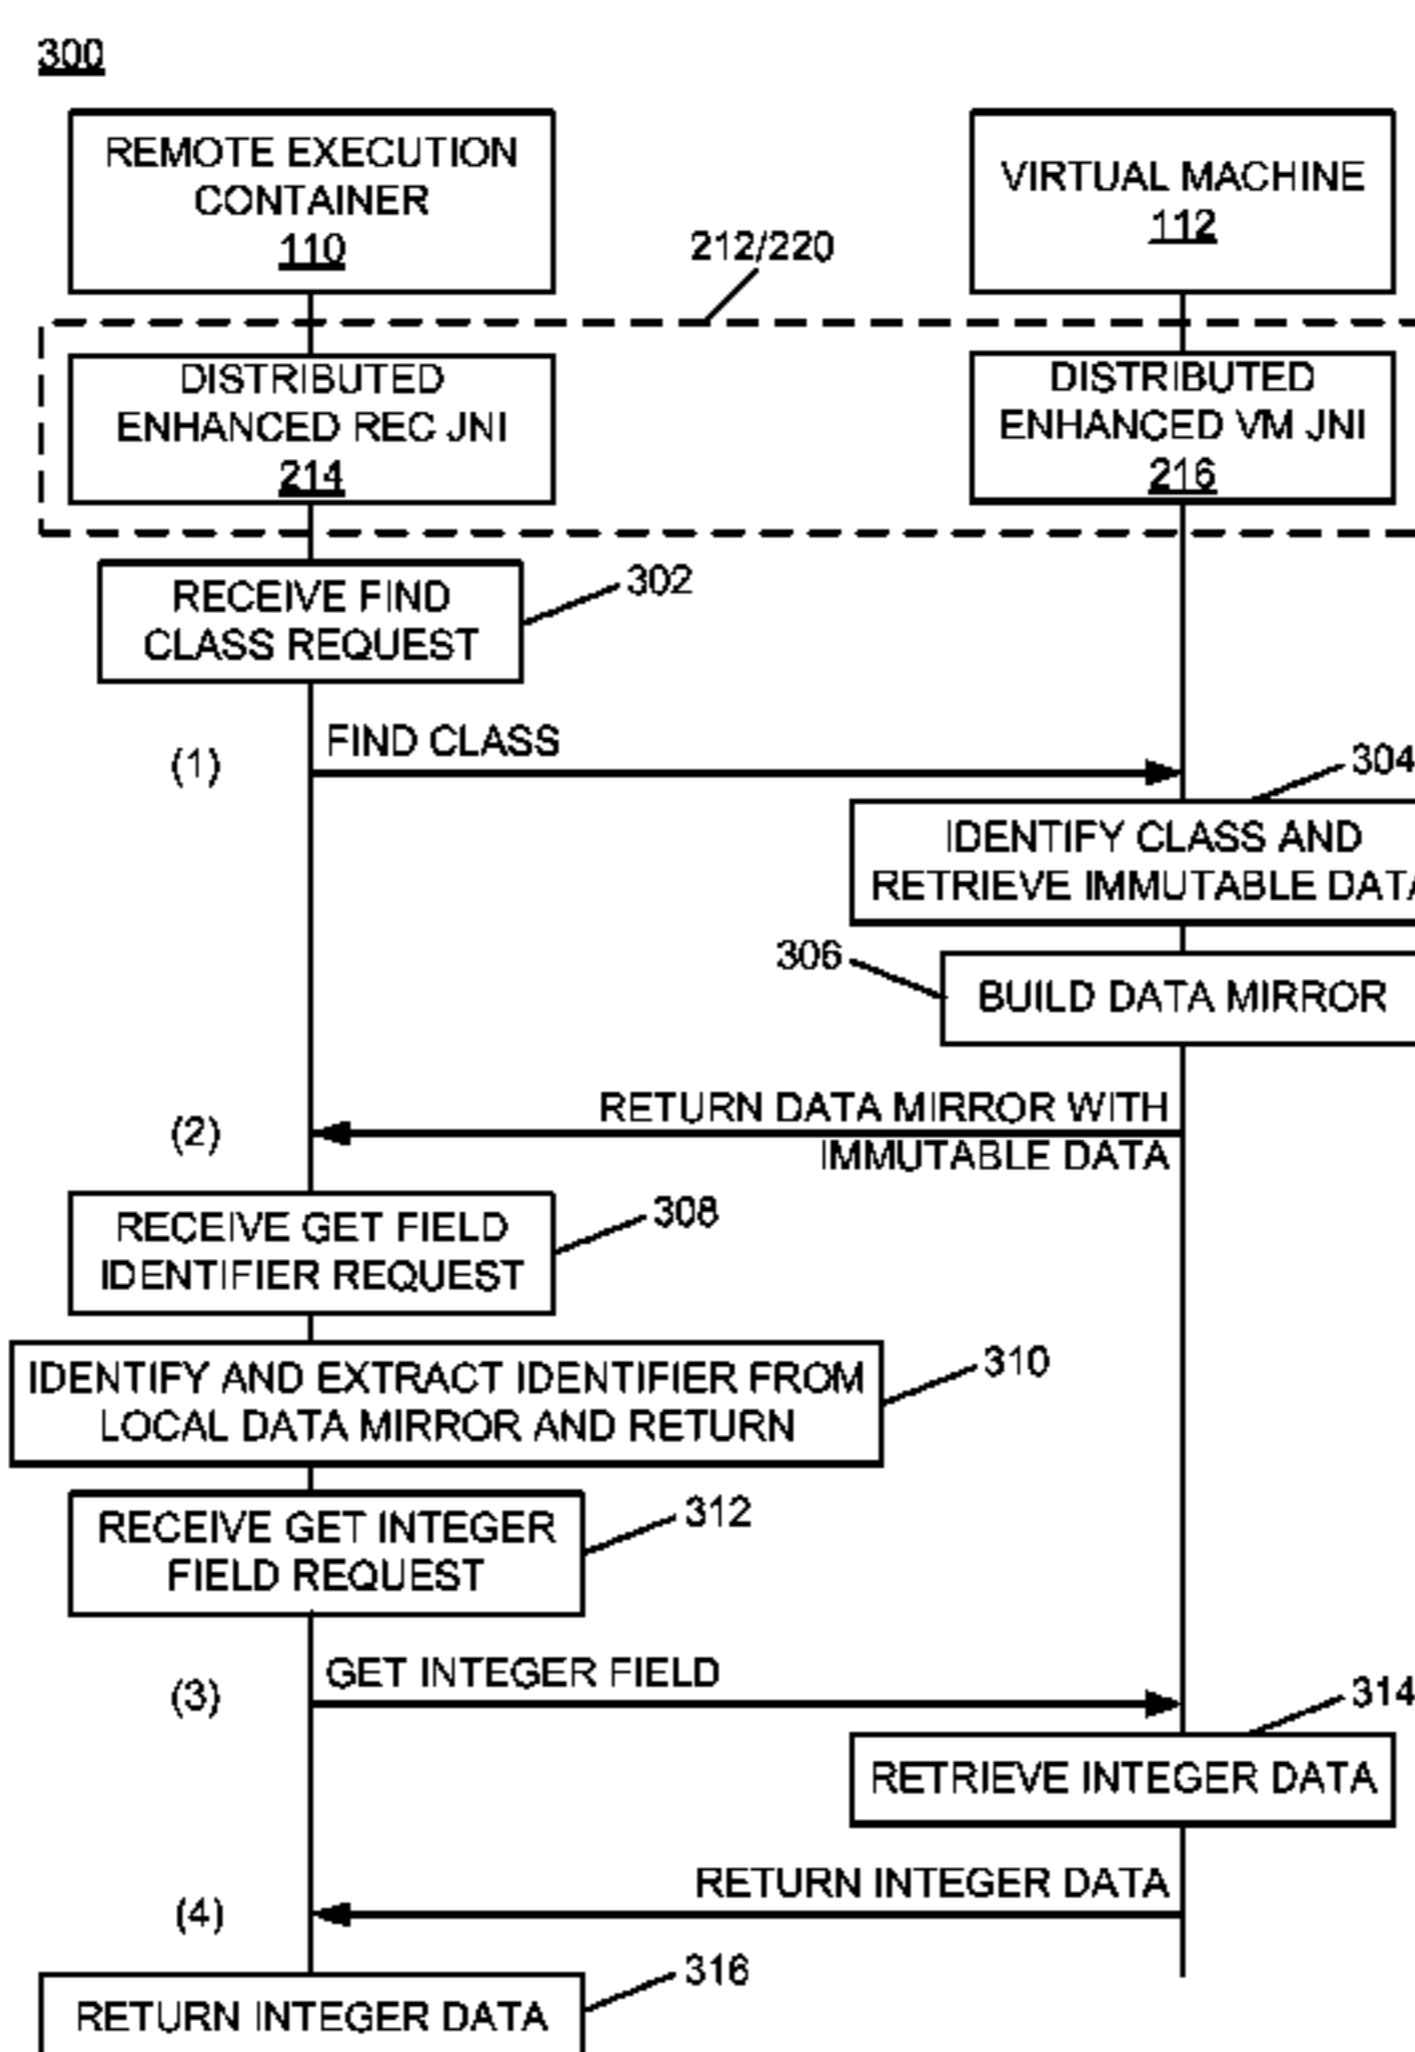 300
REMOTE EXECUTION
CONTAINER
110
VIRTUAL MACHINE
112
212/220
DISTRIBUTED
ENHANCED REC JNI
214
DISTRIBUTED
ENHANCED VM JNI
216
RECEIVE FIND
CLASS REQUEST
302
(1)
FIND CLASS
304
IDENTIFY CLASS AND
RETRIEVE IMMUTABLE DATA
306
BUILD DATA MIRROR
(2)
RETURN DATA MIRROR WITH
IMMUTABLE DATA
RECEIVE GET FIELD
IDENTIFIER REQUEST
308
IDENTIFY AND EXTRACT IDENTIFIER FROM
LOCAL DATA MIRROR AND RETURN
310
RECEIVE GET INTEGER
FIELD REQUEST
312
(3)
GET INTEGER FIELD
314
RETRIEVE INTEGER DATA
(4)
RETURN INTEGER DATA
316
RETURN INTEGER DATA